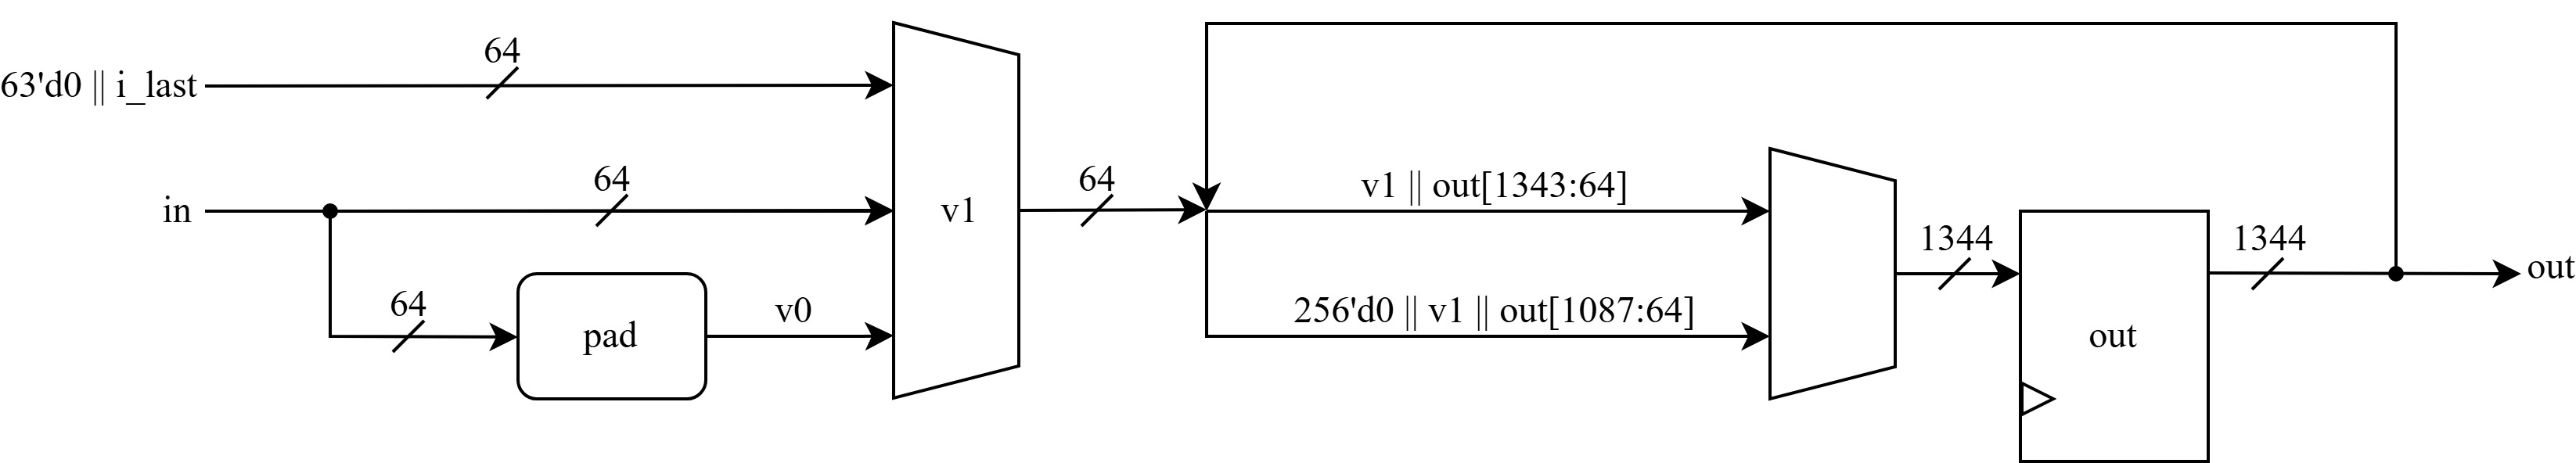 64
63'd0 || i_last
64
in
v1
64
64
pad
v0
v1 || out[1343:64]
256'd0 || v1 || out[1087:64]
1344
out
1344
out